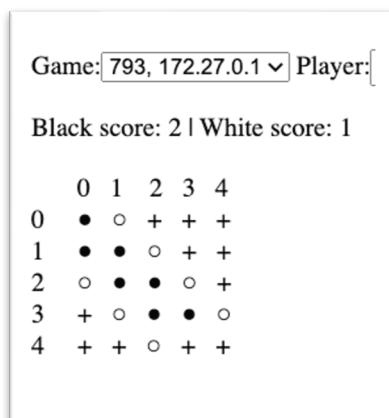 Game: 793, 172.27.0.1 Player:
Black score: 2 | White score: 1
0 1 2 3 4
0 ● ○ + + +
1 ● ● ○ + +
2 ○ ● ● ○ +
3 + ○ ● ● ○
4 + + ○ + +